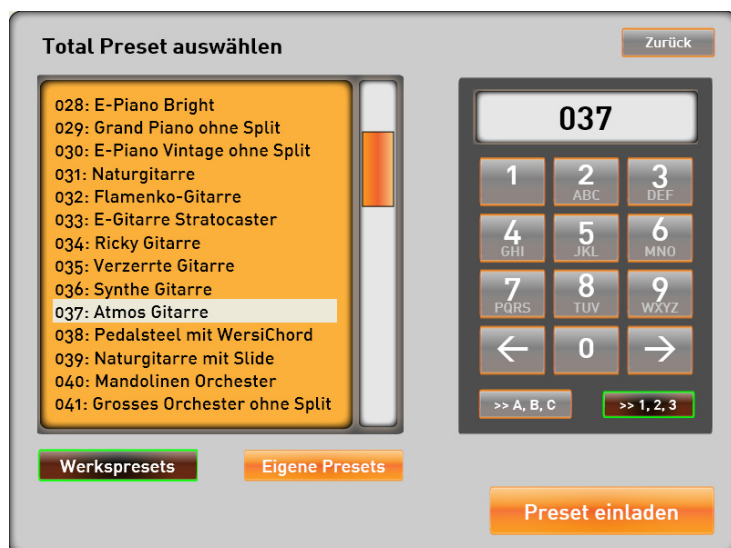 Total Preset auswählen
Zurück
028: E-Piano Bright
029: Grand Piano ohne Split
030: E-Piano Vintage ohne Split
031: Naturgitarre
032: Flamenko-Gitarre
033: E-Gitarre Stratocaster
034: Ricky Gitarre
035: Verzerrte Gitarre
036: Synthe Gitarre
037: Atmos Gitarre
038: Pedalsteel mit WersiChord
039: Naturgitarre mit Slide
040: Mandolinen Orchester
041: Grosses Orchester ohne Split
Werkspresets
Eigene Presets
037
1 2 3
ABC DEF
4 5 6
GHI JKL MNO
7 8 9
PQRS TUV WXYZ
← 0 →
>> A, B, C
>> 1, 2, 3
Preset einladen